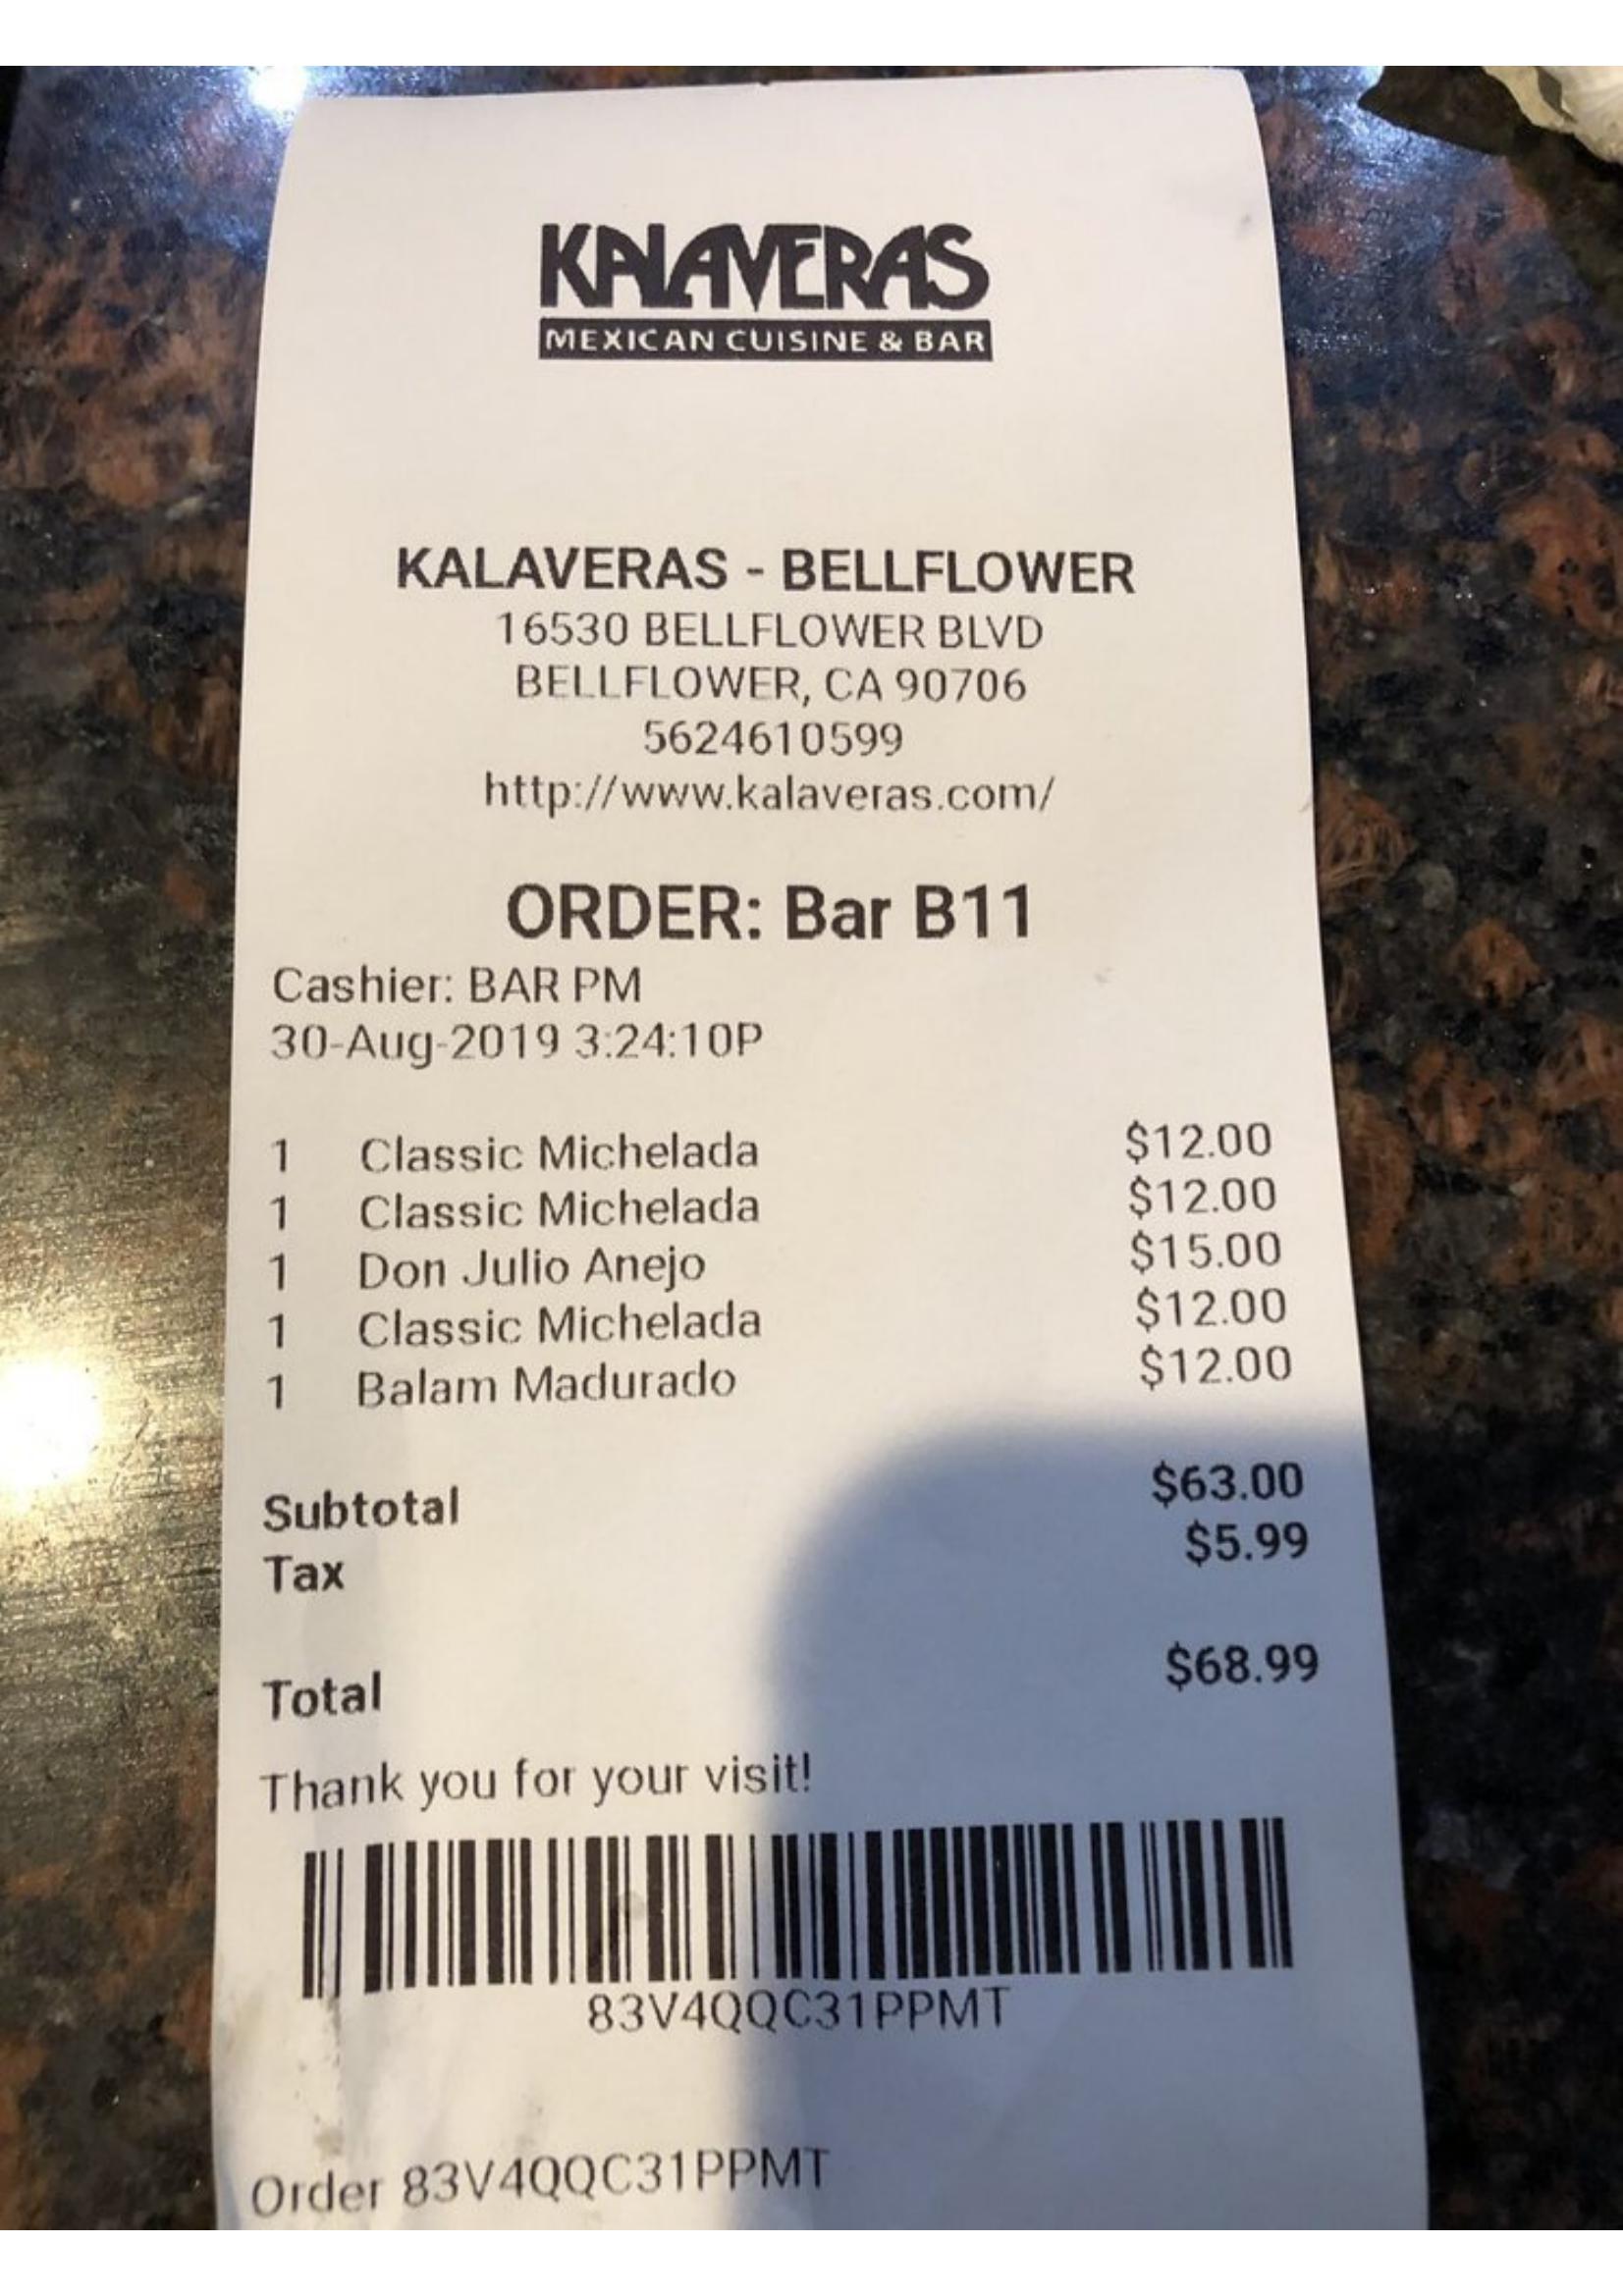 KALAVERAS
MEXICAN CUISINE & BAR
KALAVERAS - BELLFLOWER
16530 BELLFLOWER BLVD
BELLFLOWER, CA 90706
5624610599
http://www.kalaveras.com/
ORDER: Bar B11
Cashier: BAR PM
30-Aug-2019 3:24:10P
1 Classic Michelada $12.00
1 Classic Michelada $12.00
1 Don Julio Anejo $15.00
1 Classic Michelada $12.00
1 Balam Madurado $12.00
Subtotal $63.00
Tax $5.99
Total $68.99
Thank you for your visit!
83V4QQC31PPMT
Order 83V4QQC31PPMT